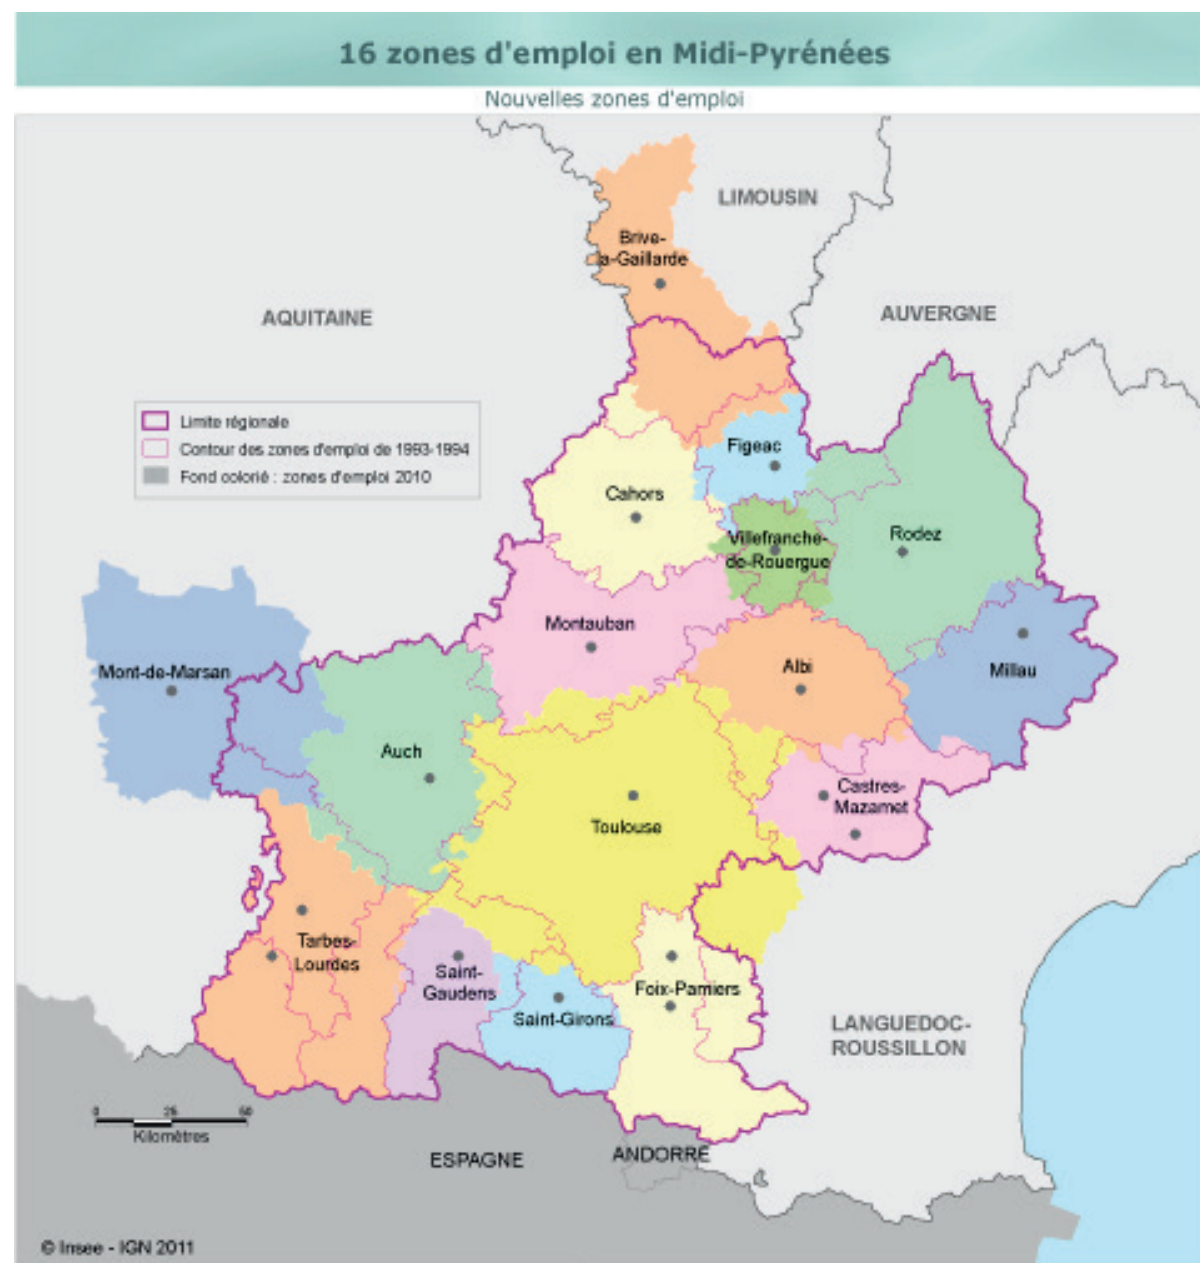 16 zones d'emploi en Midi-Pyrénées
Nouvelles zones d'emploi
LIMOUSIN
Brive-
la-Gaillarde
AQUITAINE
AUVERGNE
Limite régionale
Contour des zones d'emploi de 1993-1994
Fond colorié : zones d'emploi 2010
Figeac
Cahors
Rodez
Villefranche-
de-Rouergue
Montauban
Albi
Millau
Mont-de-Marsan
Auch
Castres-
Mazamet
Toulouse
Tarbes-
Lourdes
Saint-
Gaudens
Foix-Pamiers
Saint-Girons
LANGUEDOC-
ROUSSILLON
0 25 50
Kilomètres
ESPAGNE
ANDORRE
© Insee - IGN 2011